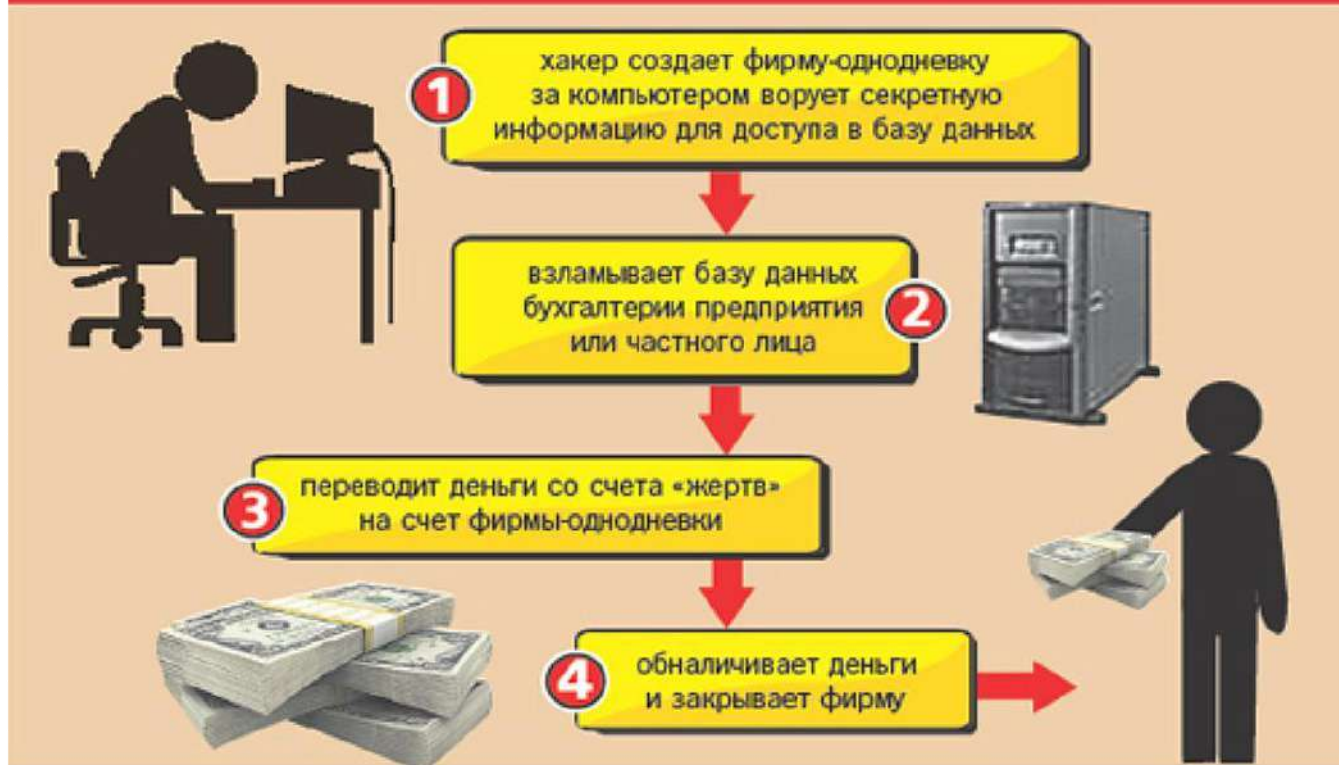 1
хакер создает фирму-однодневку
за компьютером ворует секретную
информацию для доступа в базу данных
взламывает базу данных
бухгалтерии предприятия
или частного лица
2
3
переводит деньги со счета «жертв»
на счет фирмы-однодневки
4
обналичивает деньги
и закрывает фирму